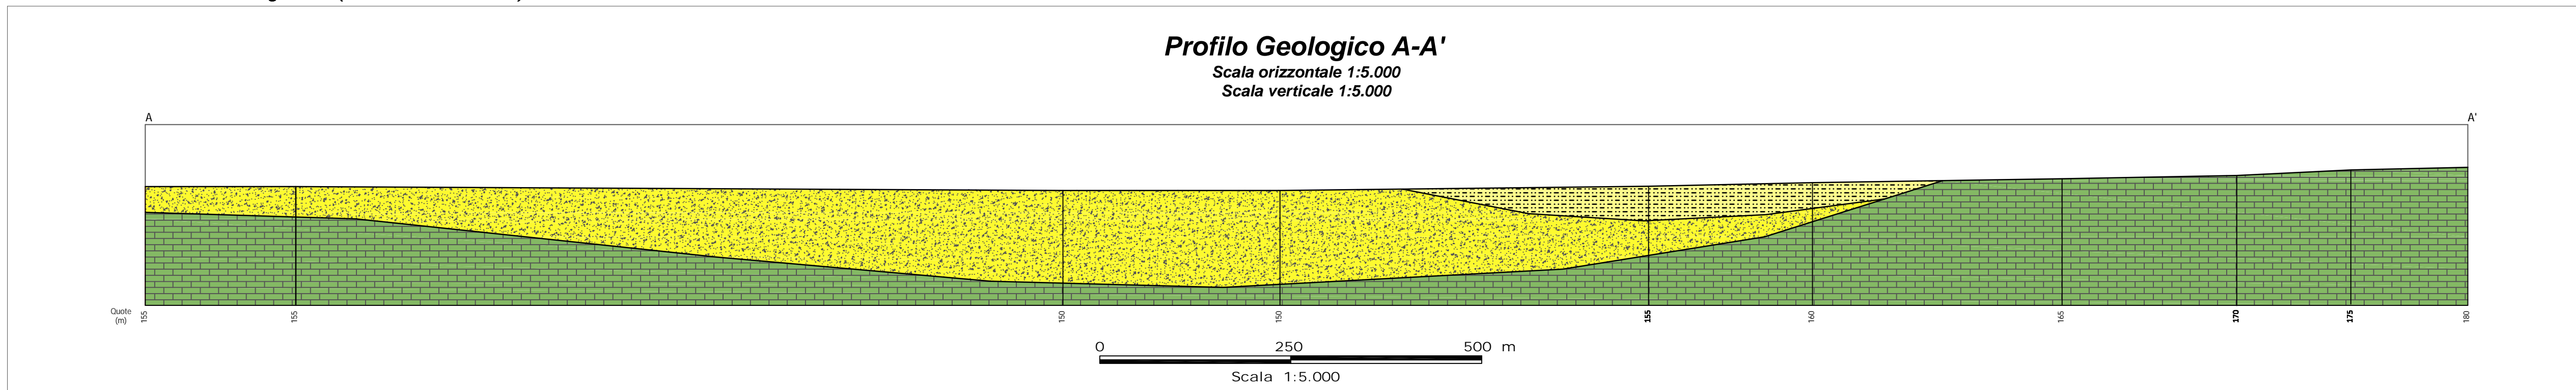 Profilo Geologico A-A'
Scala orizzontale 1:5.000
Scala verticale 1:5.000
A
A'
Quote
(m)
155
155
150
150
155
160
165
170
175
180
0 250 500 m
Scala 1:5.000